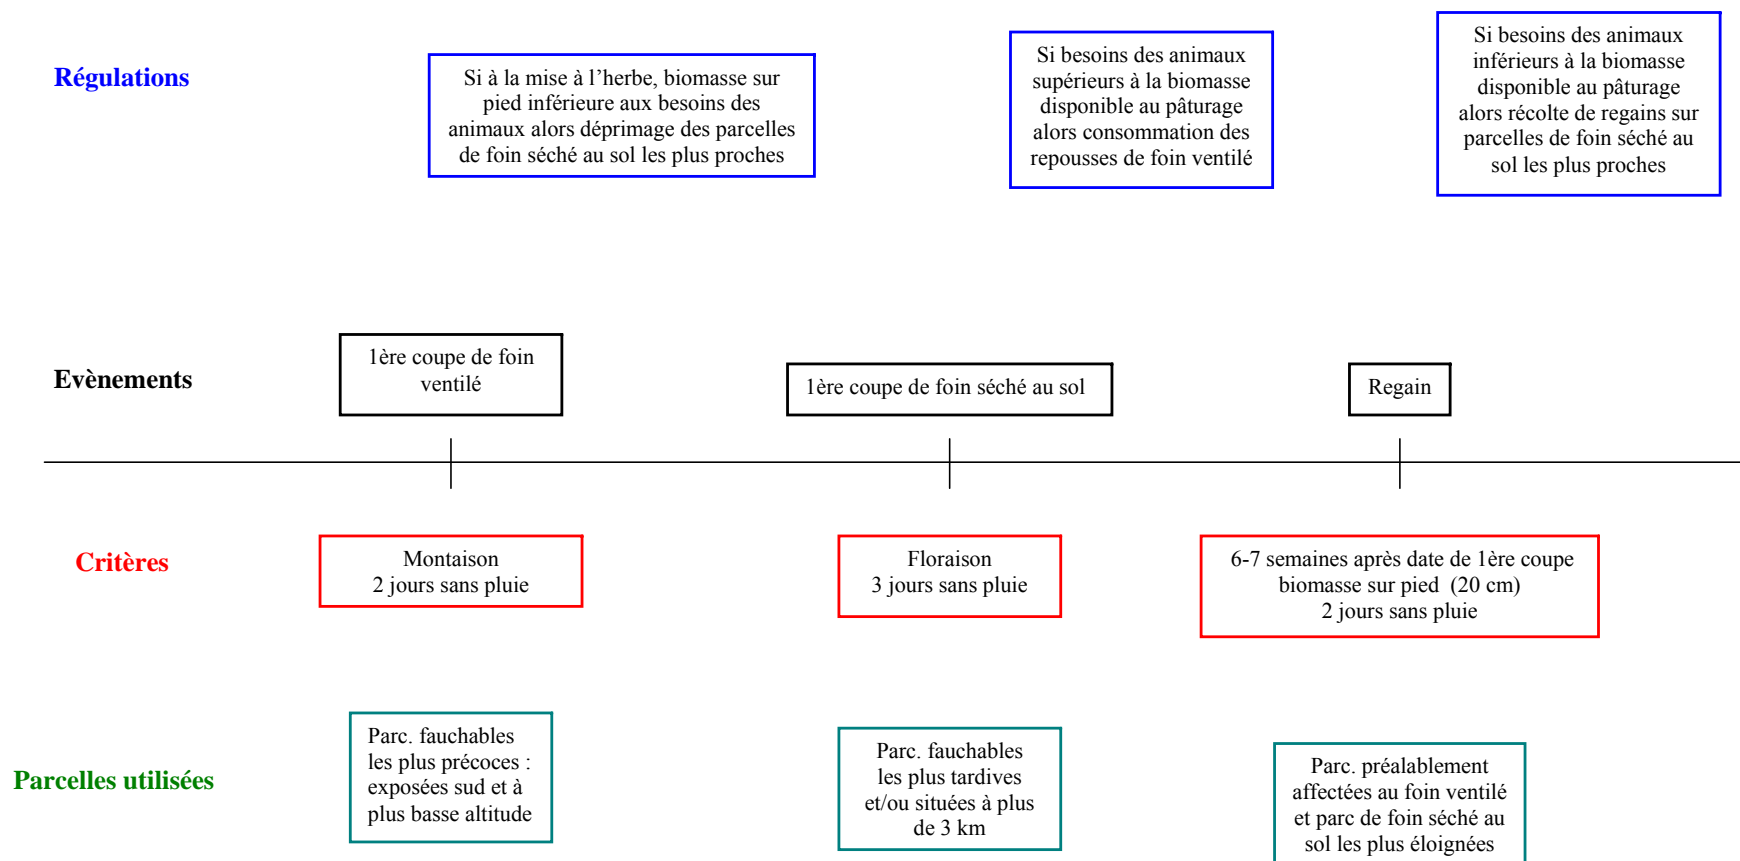 Régulations
Si à la mise à l'herbe, biomasse sur
pied inférieure aux besoins des
animaux alors déprimage des parcelles
de foin séché au sol les plus proches
Si besoins des animaux
supérieurs à la biomasse
disponible au pâturage
alors consommation des
repousses de foin ventilé
Si besoins des animaux
inférieurs à la biomasse
disponible au pâturage
alors récolte de regains sur
parcelles de foin séché au
sol les plus proches
Evènements
1ère coupe de foin
ventilé
1ère coupe de foin séché au sol
Regain
Critères
Montaison
2 jours sans pluie
Floraison
3 jours sans pluie
6-7 semaines après date de 1ère coupe
biomasse sur pied (20 cm)
2 jours sans pluie
Parcelles utilisées
Parc. fauchables
les plus précoces :
exposées sud et à
plus basse altitude
Parc. fauchables
les plus tardives
et/ou situées à plus
de 3 km
Parc. préalablement
affectées au foin ventilé
et parc de foin séché au
sol les plus éloignées